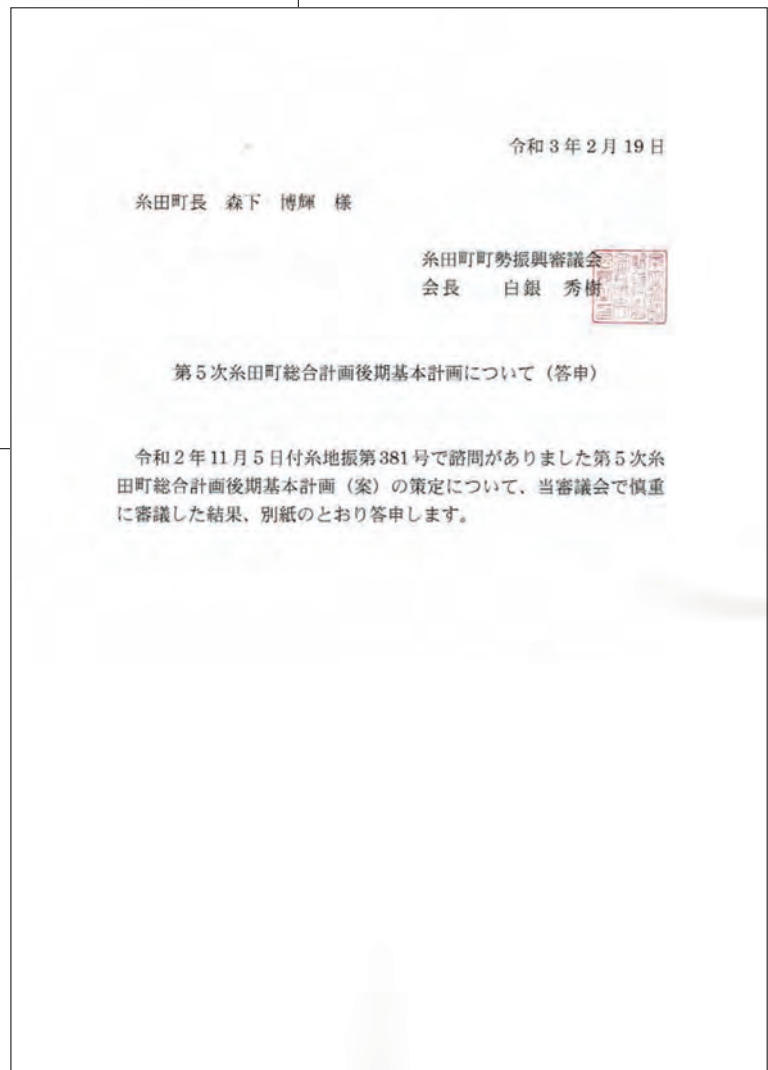 令和3年2月19日
糸田町長　森下　博輝　様
糸田町町勢振興審議会
会長　　白銀　秀樹
第5次糸田町総合計画後期基本計画について（答申）
令和2年11月5日付糸地振第381号で諮問がありました第5次糸
田町総合計画後期基本計画（案）の策定について、当審議会で慎重
に審議した結果、別紙のとおり答申します。